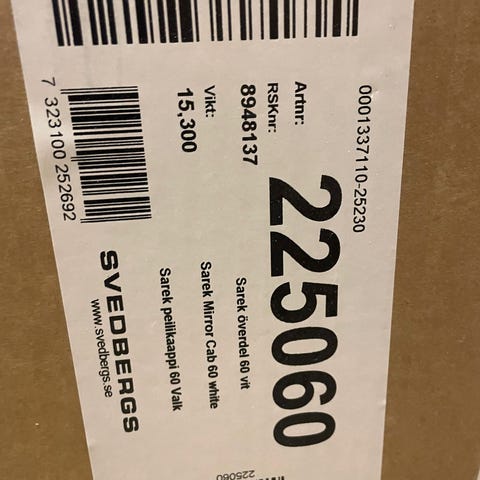 0001337110-25230
Artnr:
225060
RSKnr:
8948137
Vikt:
15,300
Sarek överdel 60 vit
Sarek Mirror Cab 60 white
Sarek peilikaappi 60 Valk
7 323100 252692
SVEDBERGS
www.svedbergs.se
225060